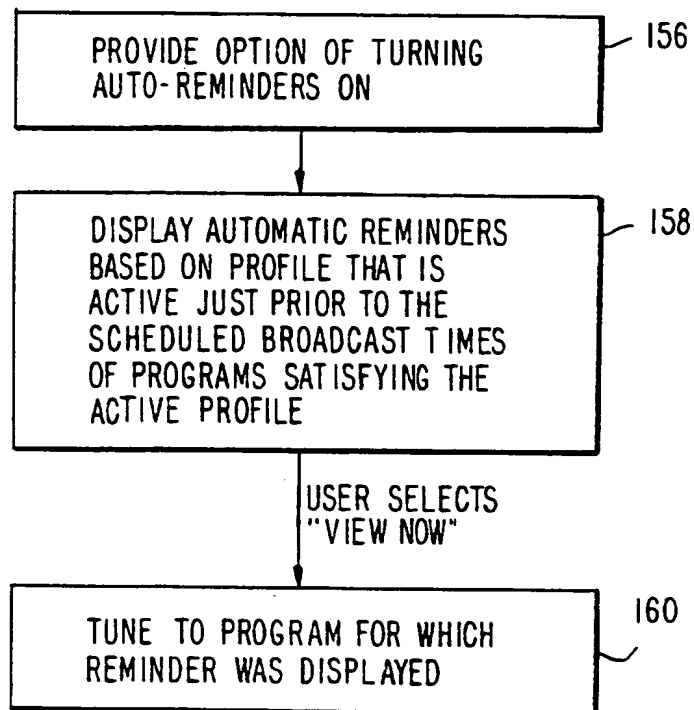 PROVIDE OPTION OF TURNING
AUTO-REMINDERS ON
156
DISPLAY AUTOMATIC REMINDERS
BASED ON PROFILE THAT IS
ACTIVE JUST PRIOR TO THE
SCHEDULED BROADCAST TIMES
OF PROGRAMS SATISFYING THE
ACTIVE PROFILE
158
USER SELECTS
"VIEW NOW"
TUNE TO PROGRAM FOR WHICH
REMINDER WAS DISPLAYED
160